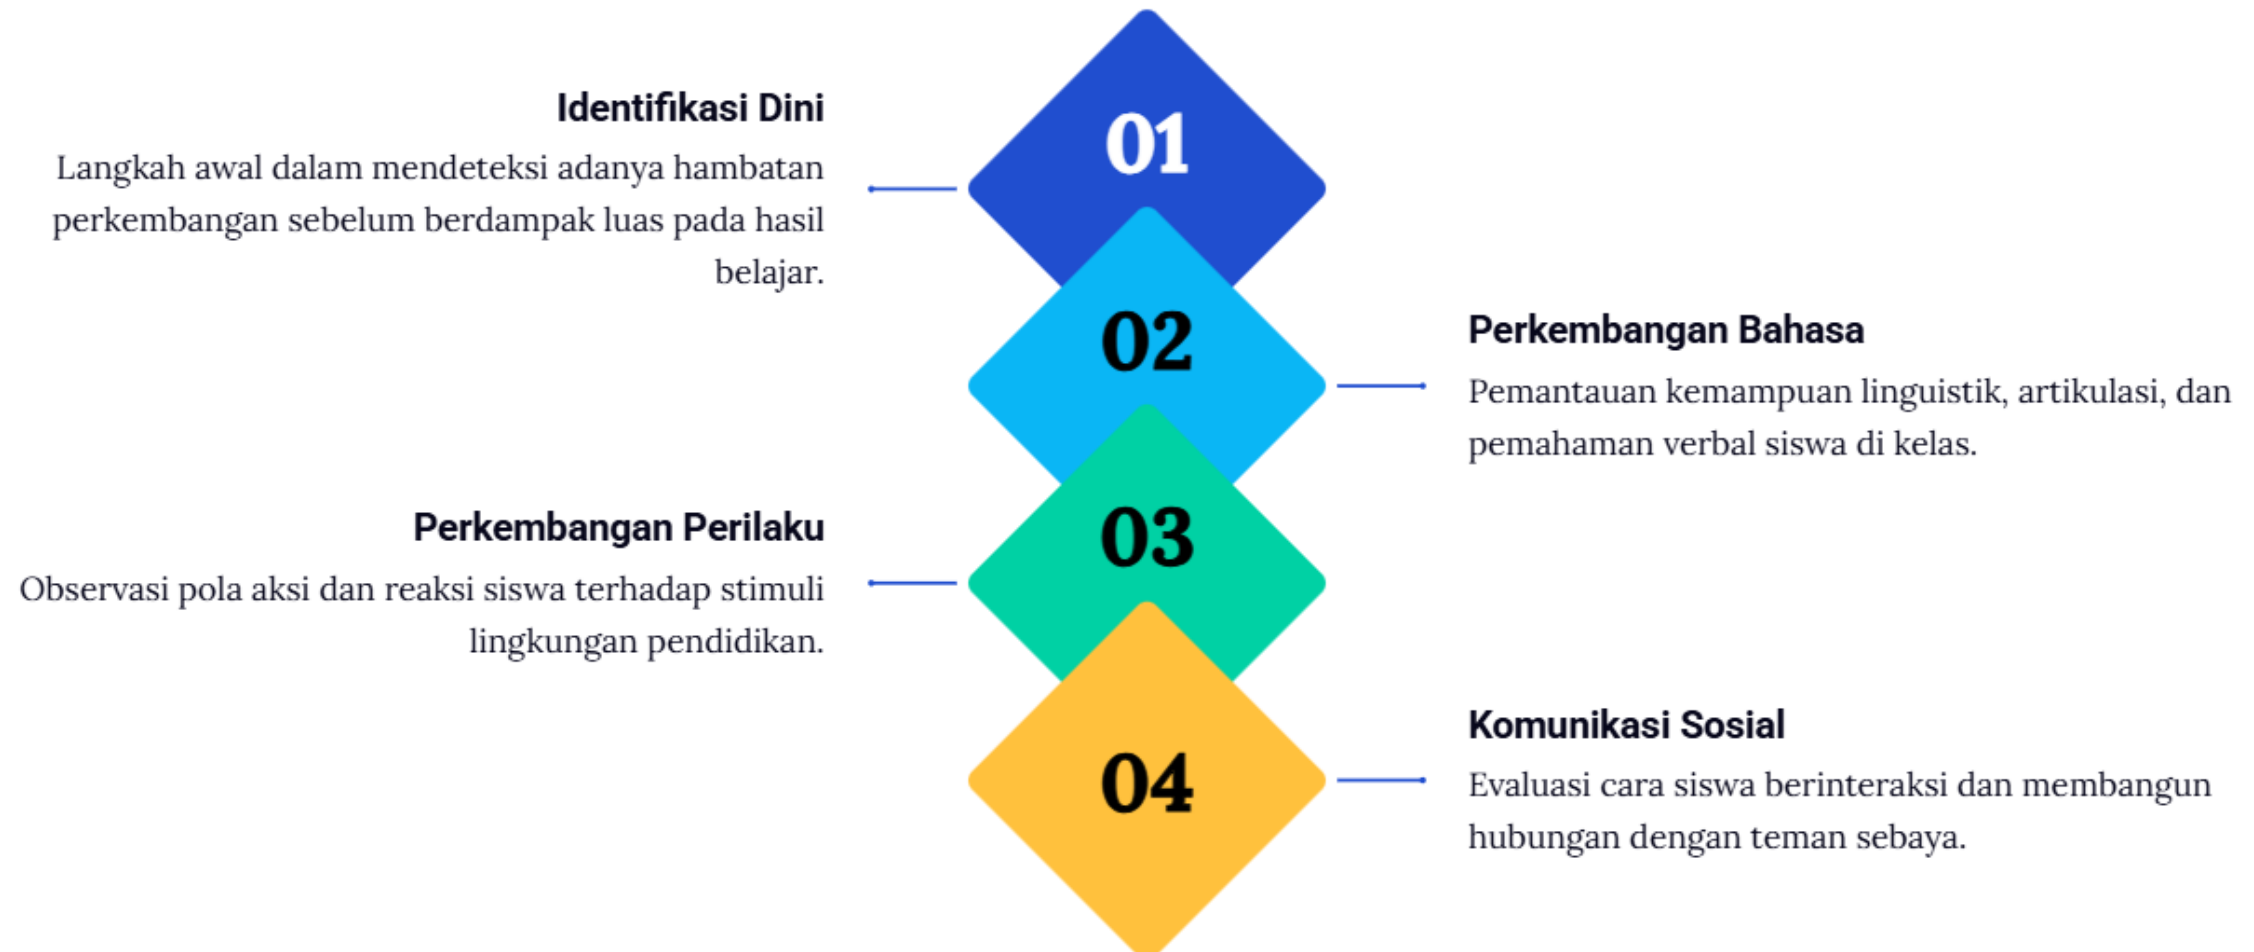 01
Identifikasi Dini
Langkah awal dalam mendeteksi adanya hambatan
perkembangan sebelum berdampak luas pada hasil
belajar.
02
Perkembangan Bahasa
Pemantauan kemampuan linguistik, artikulasi, dan
pemahaman verbal siswa di kelas.
03
Perkembangan Perilaku
Observasi pola aksi dan reaksi siswa terhadap stimuli
lingkungan pendidikan.
04
Komunikasi Sosial
Evaluasi cara siswa berinteraksi dan membangun
hubungan dengan teman sebaya.